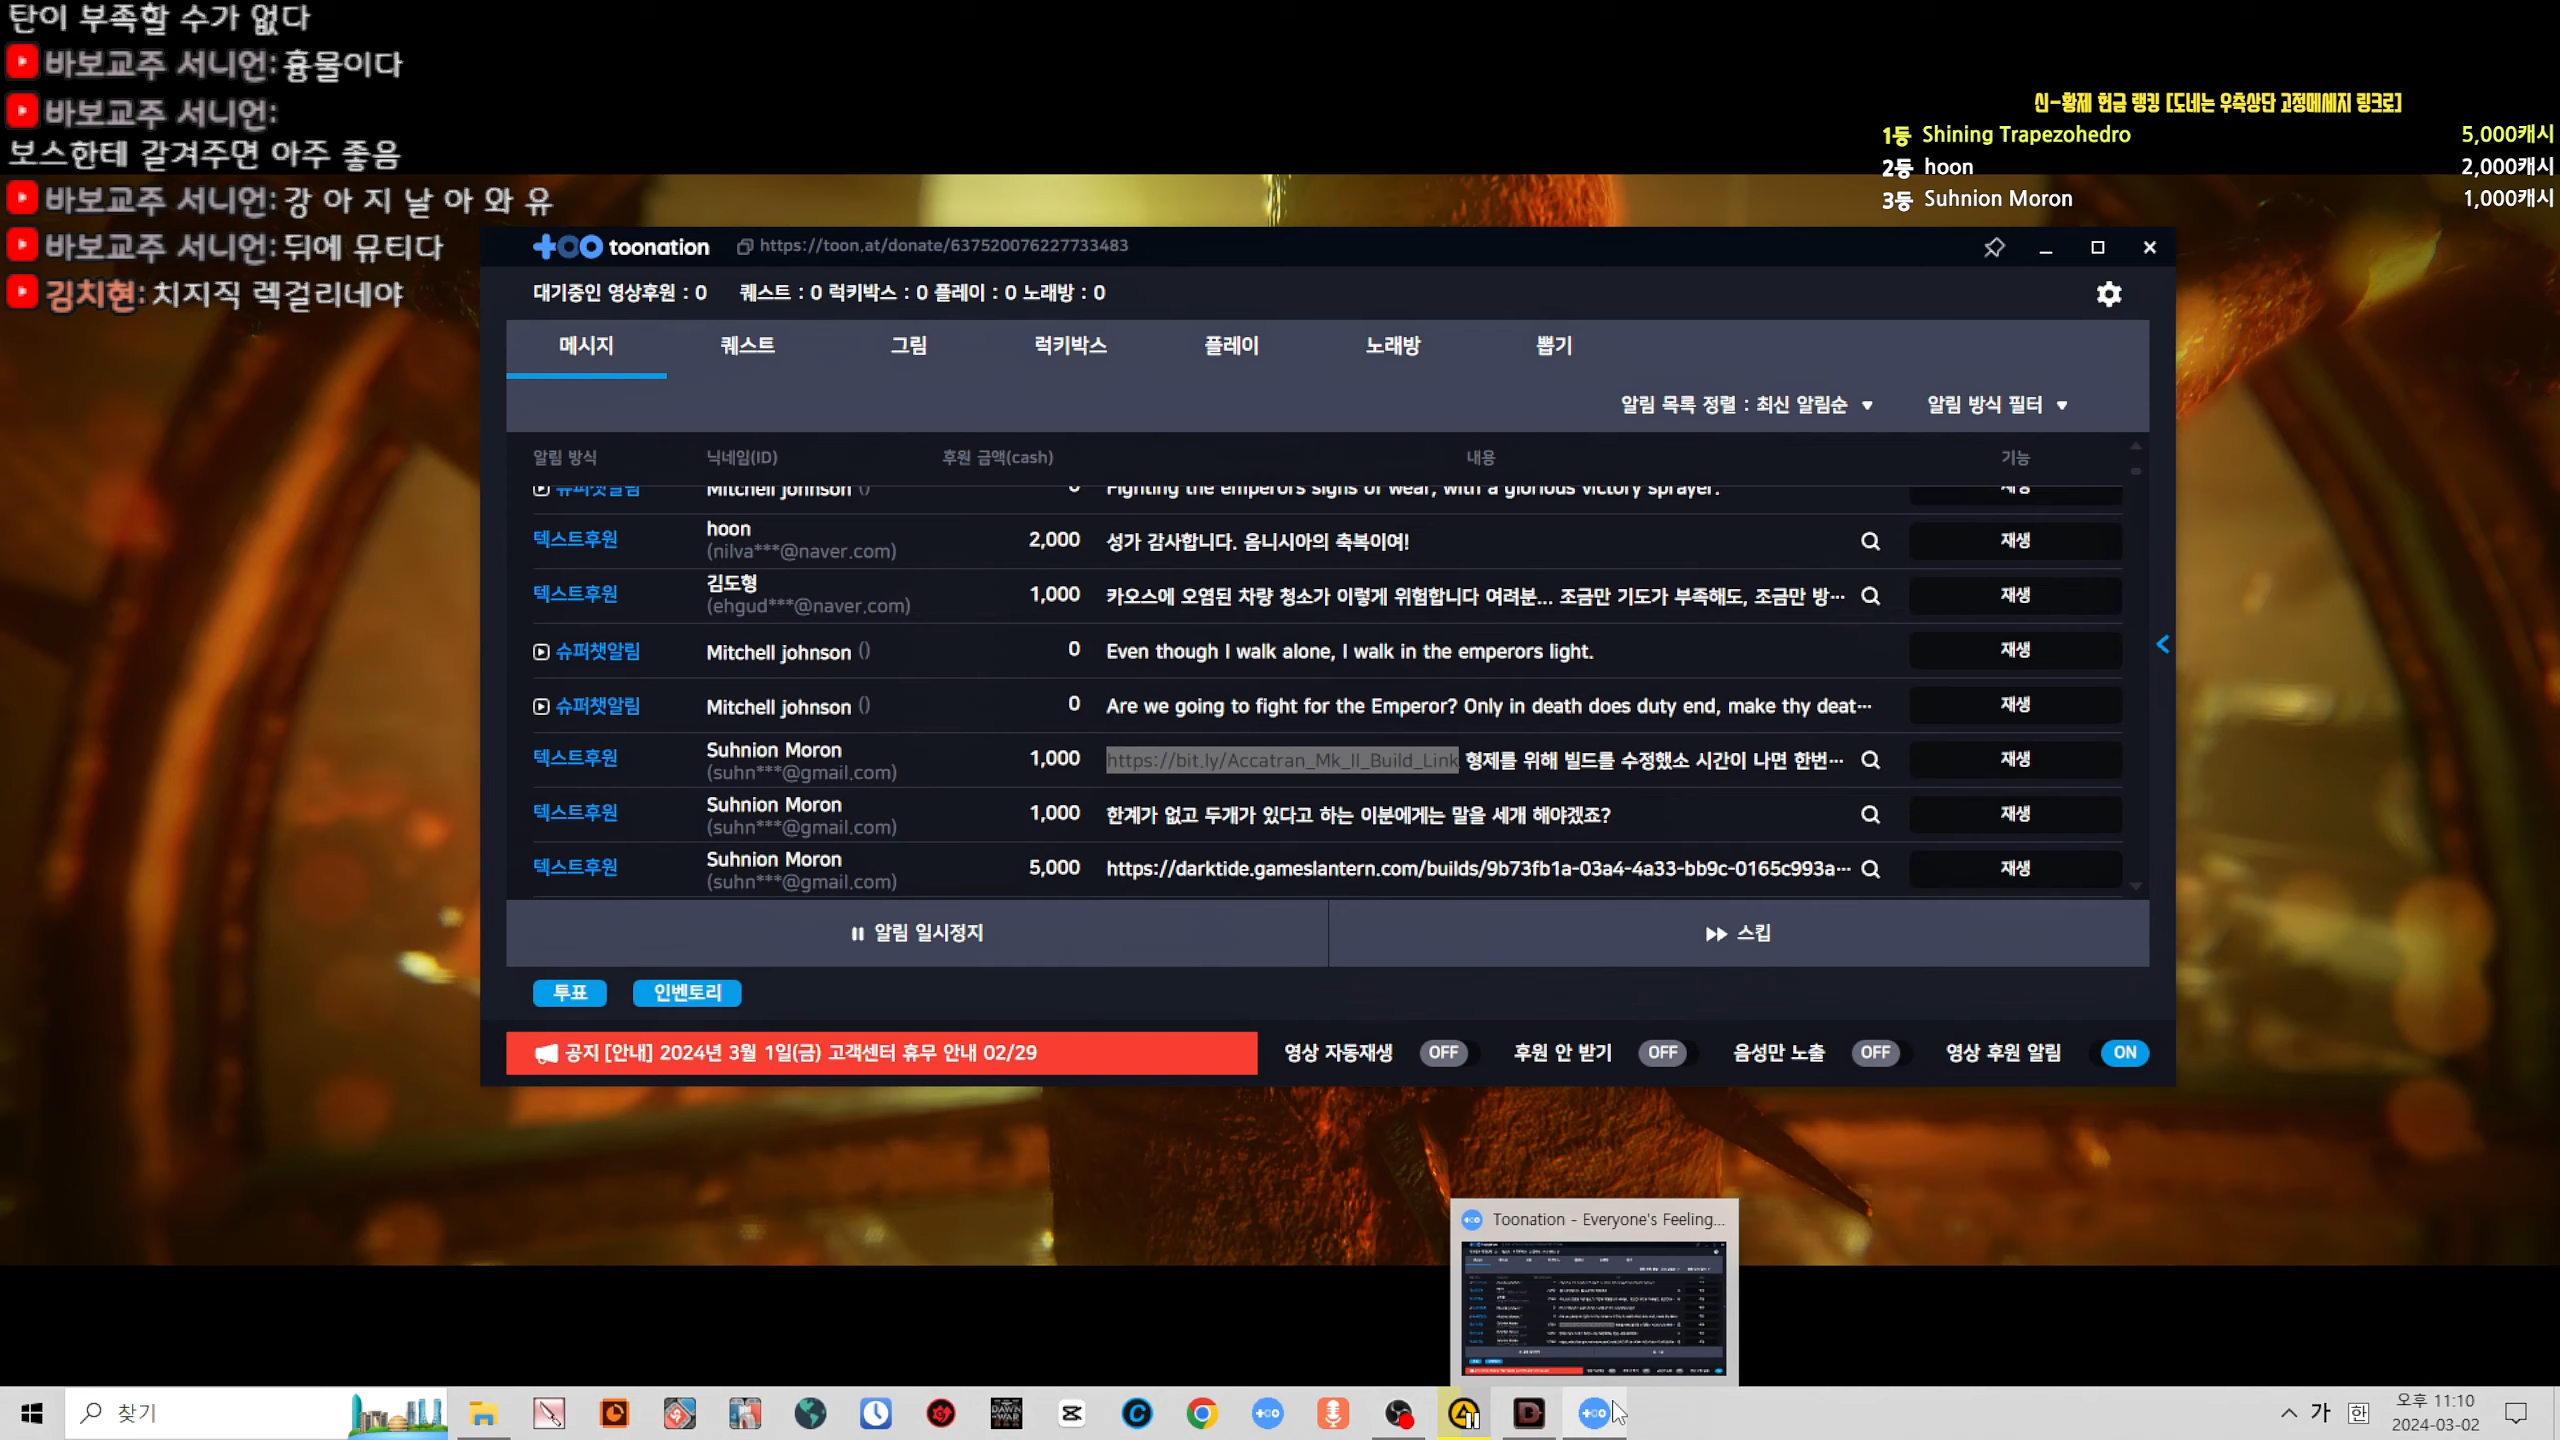 탄이 부족할 수가 없다
바보교주 서니언: 흉물이다
바보교주 서니언:
보스한테 갈겨주면 아주 좋음
바보교주 서니언: 강 아 지 날 아 와 유
바보교주 서니언: 뒤에 뮤티다
김치현: 치지직 렉걸리네야
신-황제 헌금 랭킹 [도네는 우측상단 고정메세지 링크로]
1등 Shining Trapezohedro 5,000캐시
2등 hoon 2,000캐시
3등 Suhnion Moron 1,000캐시
toonation https://toon.at/donate/637520076227733483
대기중인 영상후원 : 0 퀘스트 : 0 럭키박스 : 0 플레이 : 0 노래방 : 0
메시지 퀘스트 그림 럭키박스 플레이 노래방 뽑기
알림 목록 정렬 : 최신 알림순 ▼ 알림 방식 필터 ▼
알림 방식 닉네임(ID) 후원 금액(cash) 내용 기능
슈퍼챗알림 Mitchell johnson () 0 Fighting the emperors signs of wear, with a glorious victory sprayer. 재생
텍스트후원 hoon (nilva***@naver.com) 2,000 성가 감사합니다. 옴니시아의 축복이여! 재생
텍스트후원 김도형 (ehgud***@naver.com) 1,000 카오스에 오염된 차량 청소가 이렇게 위험합니다 여러분... 조금만 기도가 부족해도, 조금만 방··· 재생
슈퍼챗알림 Mitchell johnson () 0 Even though I walk alone, I walk in the emperors light. 재생
슈퍼챗알림 Mitchell johnson () 0 Are we going to fight for the Emperor? Only in death does duty end, make thy deat··· 재생
텍스트후원 Suhnion Moron (suhn***@gmail.com) 1,000 https://bit.ly/Accatran_Mk_II_Build_Link 형제를 위해 빌드를 수정했소 시간이 나면 한번··· 재생
텍스트후원 Suhnion Moron (suhn***@gmail.com) 1,000 한계가 없고 두개가 있다고 하는 이분에게는 말을 세개 해야겠죠? 재생
텍스트후원 Suhnion Moron (suhn***@gmail.com) 5,000 https://darktide.gameslantern.com/builds/9b73fb1a-03a4-4a33-bb9c-0165c993a··· 재생
알림 일시정지 스킵
투표 인벤토리
공지 [안내] 2024년 3월 1일(금) 고객센터 휴무 안내 02/29 영상 자동재생 OFF 후원 안 받기 OFF 음성만 노출 OFF 영상 후원 알림 ON
Toonation - Everyone's Feeling...
찾기
DAWN OF WAR
가 한
오후 11:10
2024-03-02